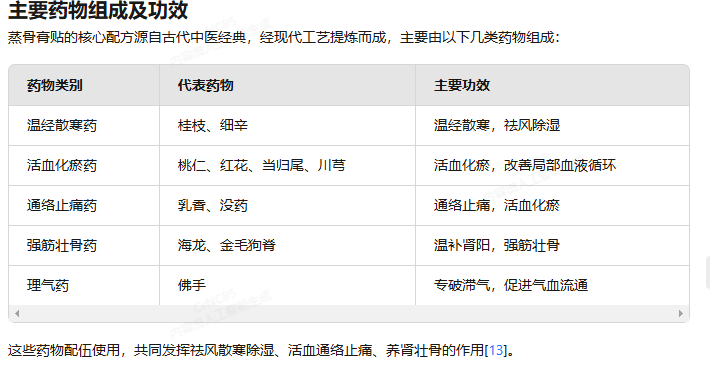 主要药物组成及功效
蒸骨膏贴的核心配方源自古代中医经典，经现代工艺提炼而成，主要由以下几类药物组成：
药物类别 代表药物 主要功效
温经散寒药 桂枝、细辛 温经散寒，祛风除湿
活血化瘀药 桃仁、红花、当归尾、川芎 活血化瘀，改善局部血液循环
通络止痛药 乳香、没药 通络止痛，活血化瘀
强筋壮骨药 海龙、金毛狗脊 温补肾阳，强筋壮骨
理气药 佛手 专破滞气，促进气血流通
这些药物配伍使用，共同发挥祛风散寒除湿、活血通络止痛、养肾壮骨的作用[13]。